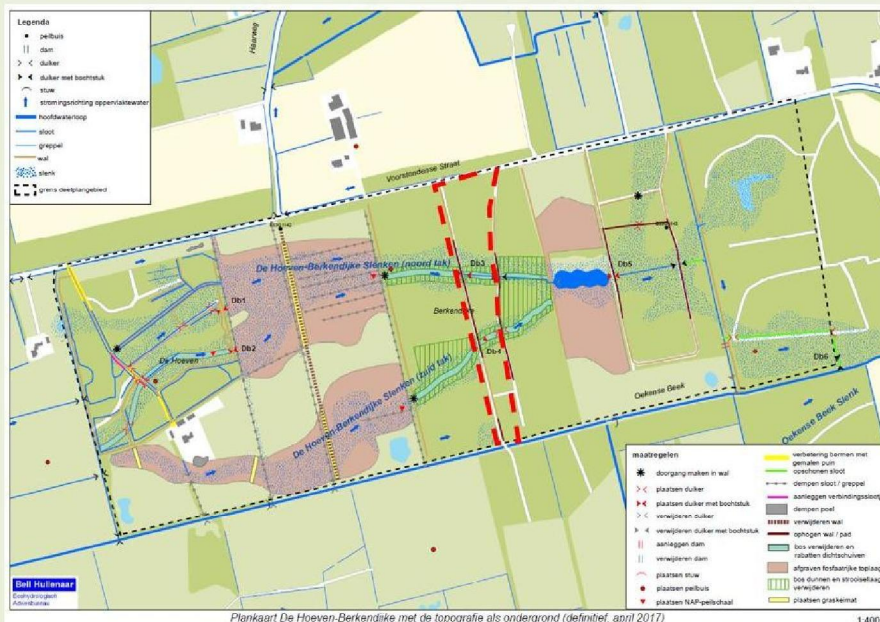 Legenda
peilbuis
dam
duiker
duiker met bochtstuk
stuw
stromingsrichting oppervlaktewater
hoofdwaterloop
sloot
greppel
wal
slenk
grens deelplangebied
Haarweg
Voorstondense Straat
De Hoeven-Berkendijke Slenken (noord tak)
Db3
Db5
Db1
Berkendijke
De Hoeven
Db2
Db4
Db6
De Hoeven-Berkendijke Slenken (zuid tak)
Oekense Beek
Oekense Beek Slenk
maatregelen
doorgang maken in wal
plaatsen duiker
plaatsen duiker met bochtstuk
verwijderen duiker
verwijderen duiker met bochtstuk
aanleggen dam
verwijderen dam
plaatsen stuw
plaatsen peilbuis
plaatsen NAP-peilschaal
verbetering bermen met
gemalen puin
opschonen sloot
dempen sloot / greppel
aanleggen verbindingssloot
dempen poel
verwijderen wal
ophogen wal / pad
bos verwijderen en
rabatten dichtschuiven
afgraven fosfaatrijke toplaag
bos dunnen en strooisellaag
verwijderen
plaatsen graskeimat
Bell Hullenaar
Ecohydrologisch
Adviesbureau
Plankaart De Hoeven-Berkendijke met de topografie als ondergrond (definitief, april 2017)